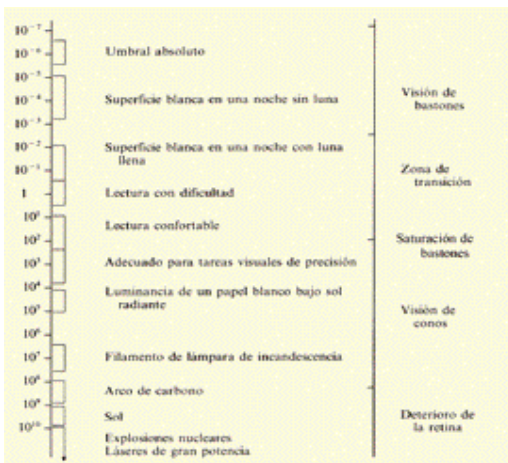 10⁻⁷
10⁻⁶
10⁻⁵
10⁻⁴
10⁻³
10⁻²
10⁻¹
1
10¹
10²
10³
10⁴
10⁵
10⁶
10⁷
10⁸
10⁹
10¹⁰
Umbral absoluto
Superficie blanca en una noche sin luna
Superficie blanca en una noche con luna
llena
Lectura con dificultad
Lectura confortable
Adecuado para tareas visuales de precisión
Luminancia de un papel blanco bajo sol
radiante
Filamento de lámpara de incandescencia
Arco de carbono
Sol
Explosiones nucleares
Láseres de gran potencia
Visión de
bastones
Zona de
transición
Saturación de
bastones
Visión de
conos
Deterioro de
la retina